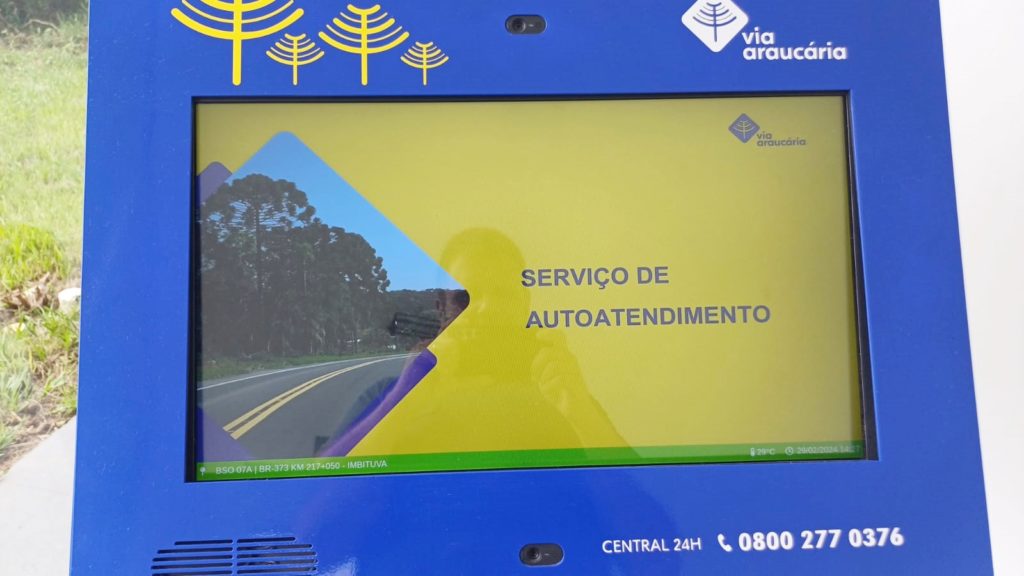 via
araucária
via
araucária
SERVIÇO DE
AUTOATENDIMENTO
BSO 07A | BR-373 KM 217+050 - IMBITUVA
29°C 29/02/2024
CENTRAL 24H 0800 277 0376